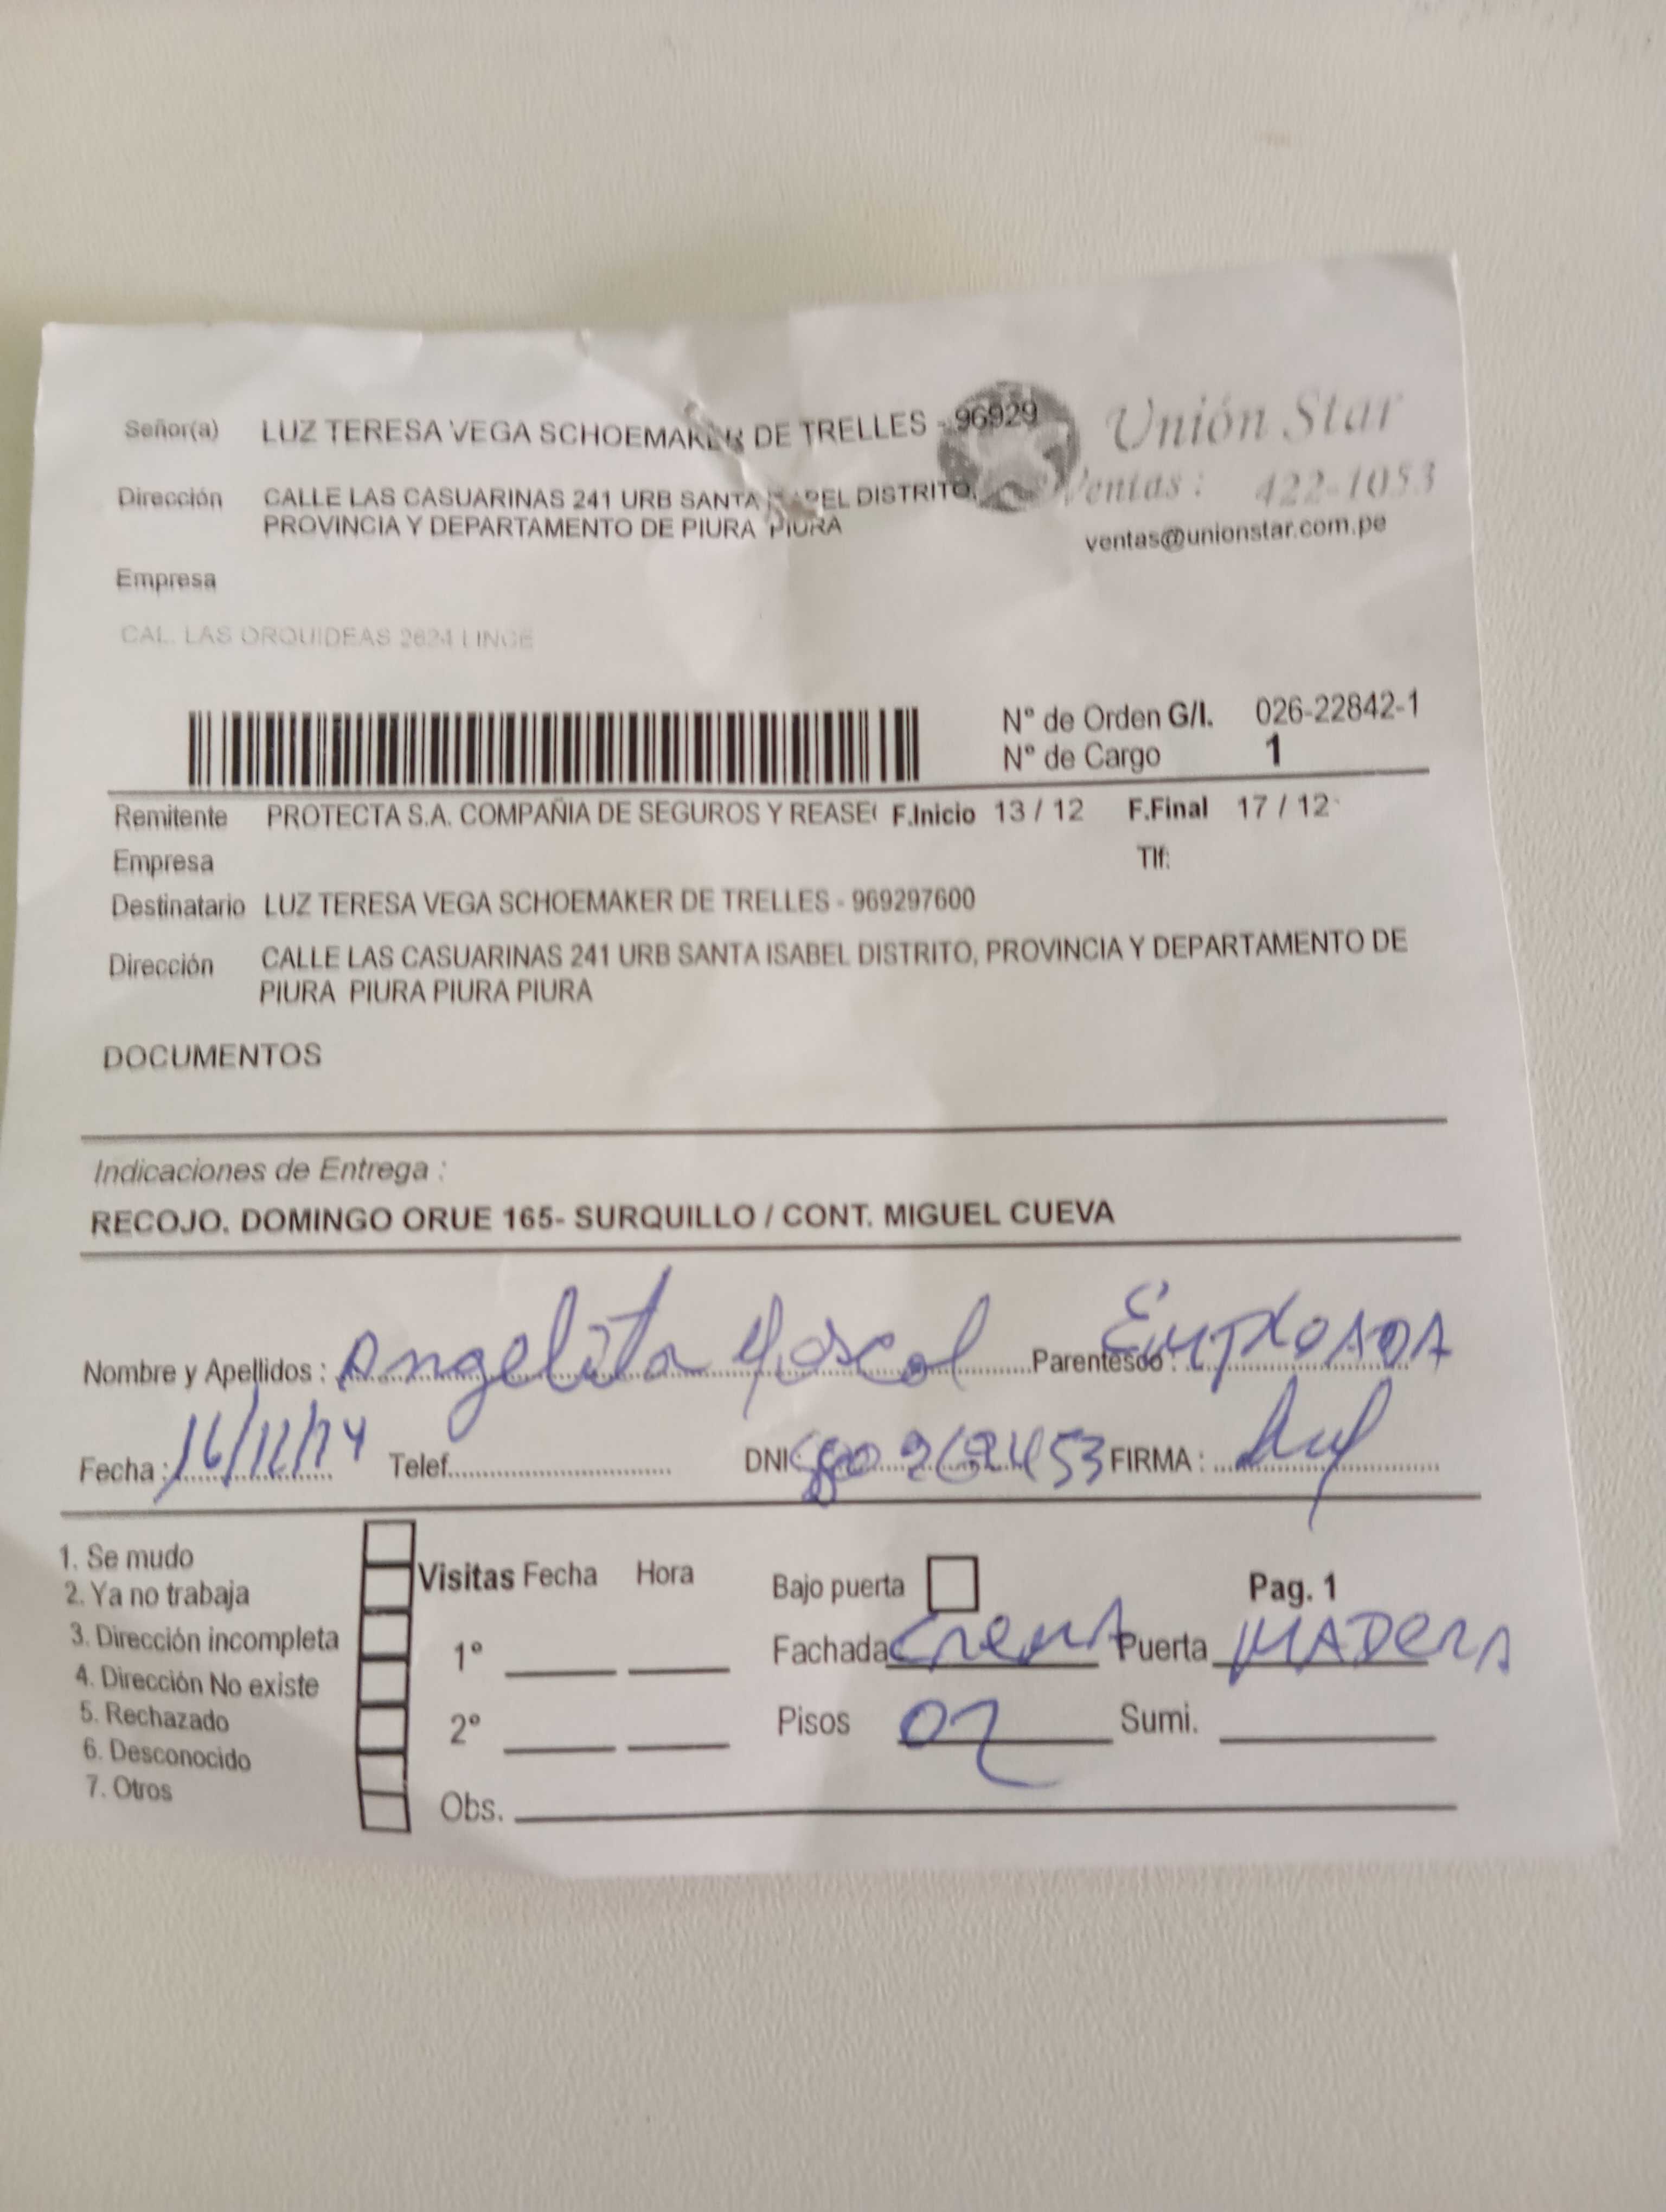 Señor(a) LUZ TERESA VEGA SCHOEMAKER DE TRELLES - 96929
Unión Star
Dirección CALLE LAS CASUARINAS 241 URB SANTA ISABEL DISTRITO,
PROVINCIA Y DEPARTAMENTO DE PIURA PIURA
Ventas : 422-1053
ventas@unionstar.com.pe
Empresa
CAL. LAS ORQUIDEAS 2624 LINCE
N° de Orden G/I. 026-22842-1
N° de Cargo 1
Remitente PROTECTA S.A. COMPAÑIA DE SEGUROS Y REASE F.Inicio 13 / 12 F.Final 17 / 12
Empresa Tlf:
Destinatario LUZ TERESA VEGA SCHOEMAKER DE TRELLES - 969297600
Dirección CALLE LAS CASUARINAS 241 URB SANTA ISABEL DISTRITO, PROVINCIA Y DEPARTAMENTO DE
PIURA PIURA PIURA PIURA
DOCUMENTOS
Indicaciones de Entrega :
RECOJO. DOMINGO ORUE 165- SURQUILLO / CONT. MIGUEL CUEVA
Nombre y Apellidos : Angelita Parentesco :
Fecha : Telef. DNI FIRMA :
1. Se mudo
2. Ya no trabaja
3. Dirección incompleta
4. Dirección No existe
5. Rechazado
6. Desconocido
7. Otros
Visitas Fecha Hora
1°
2°
Obs.
Bajo puerta Pag. 1
Fachada Crema Puerta MADERA
Pisos 02 Sumi.